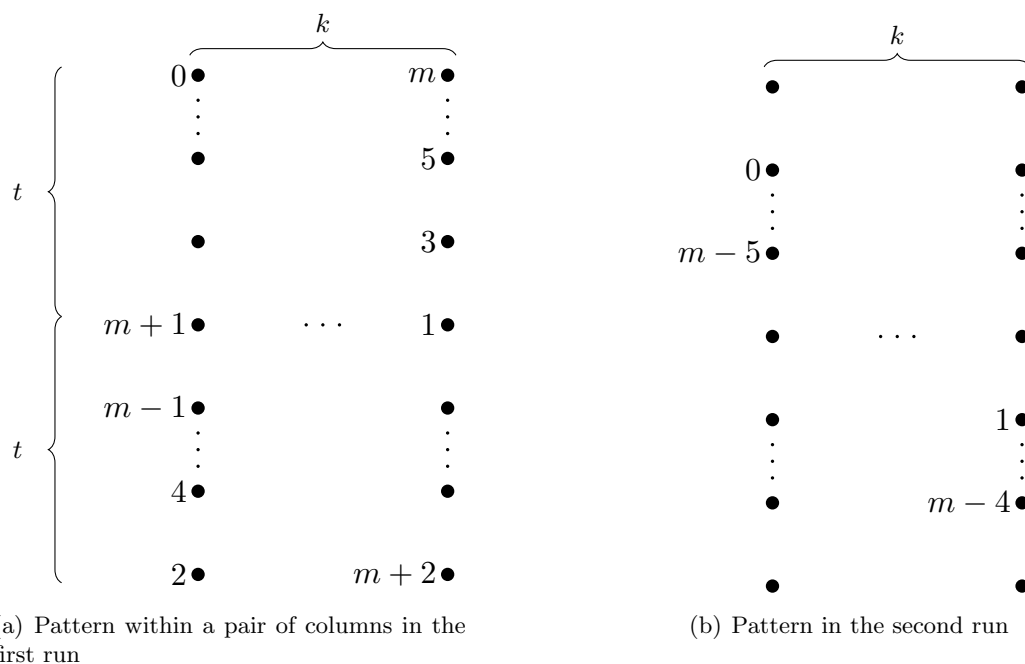 k
k
0
m
5
t
0
3
m − 5
m + 1
· · ·
1
· · ·
m − 1
1
t
4
m − 4
2
m + 2
a) Pattern within a pair of columns in the
irst run
(b) Pattern in the second run